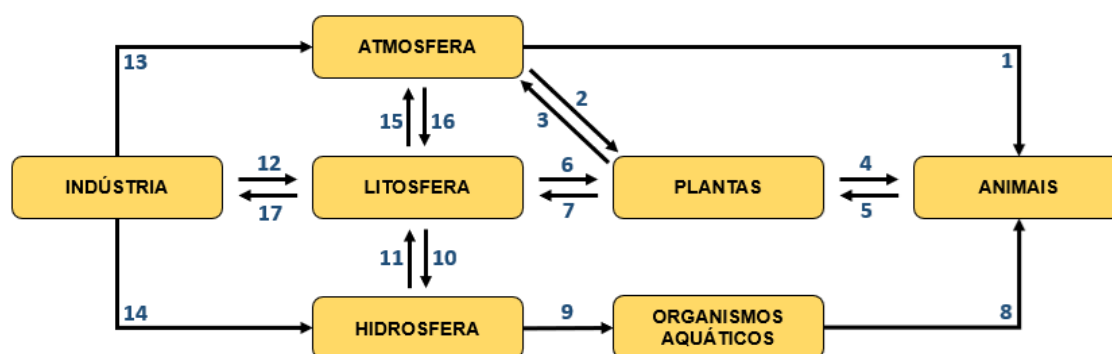 ATMOSFERA
13
1
2
3
15
16
INDÚSTRIA
12
17
LITOSFERA
6
7
PLANTAS
4
5
ANIMAIS
11
10
14
HIDROSFERA
9
ORGANISMOS
AQUÁTICOS
8